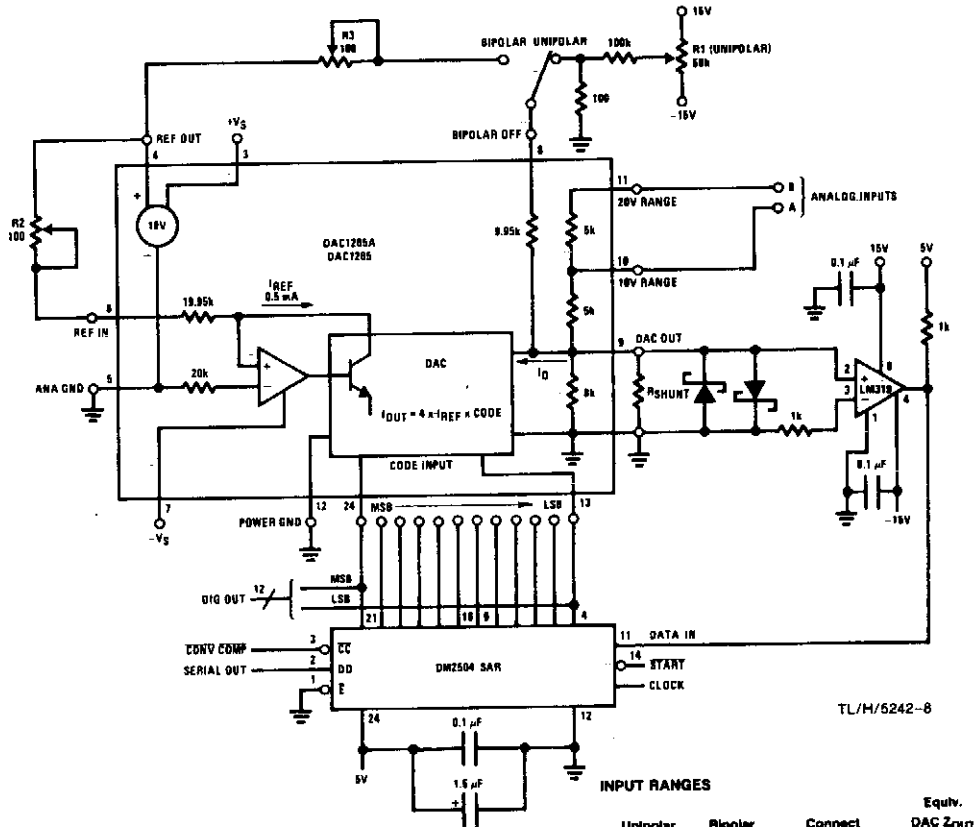 R3
100
BIPOLAR UNIPOLAR
15V
100k
R1 (UNIPOLAR)
50k
-15V
100
+VS
REF OUT
4
3
BIPOLAR OFF
8
+
10V
-
R2
100
DAC1285A
DAC1285
9.95k
11
20V RANGE
5k
B
A
ANALOG INPUTS
10
10V RANGE
5k
15V
5V
0.1 µF
1k
IREF
0.5 mA
6
REF IN
19.95k
DAC
IO
9
DAC OUT
8k
RSHUNT
ANA GND
5
20k
+
-
IOUT = 4 x IREF x CODE
CODE INPUT
1k
2
3
+
-
LM319
8
4
1
0.1 µF
-15V
7
-VS
12
POWER GND
24
MSB
LSB
13
DIG OUT
12
MSB
LSB
21
16
9
4
CONV COMP
3
CC
SERIAL OUT
2
DO
1
E
DM2504 SAR
11
DATA IN
14
START
CLOCK
24
12
0.1 µF
5V
1.5 µF
+
TL/H/5242-8
INPUT RANGES
Unipolar
Bipolar
Connect
Equiv.
DAC ZOUT